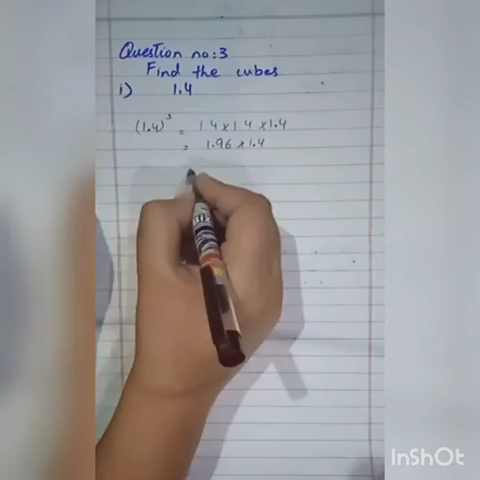 Question no:3
Find the cubes
i) 1.4
(1.4)³ = 1.4 x 1.4 x 1.4
= 1.96 x 1.4
InShOt